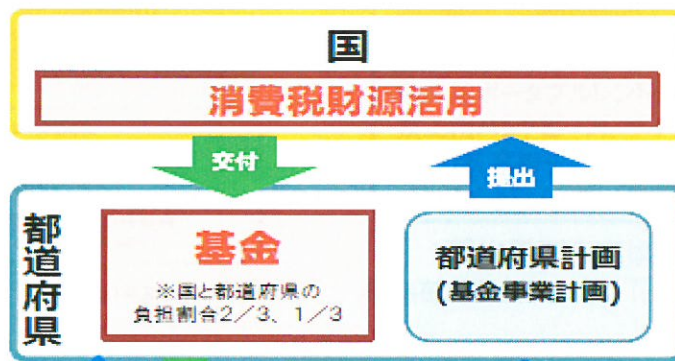 国
消費税財源活用
交付
提出
都道府県
基金
※国と都道府県の
負担割合2／3、1／3
都道府県計画
(基金事業計画)